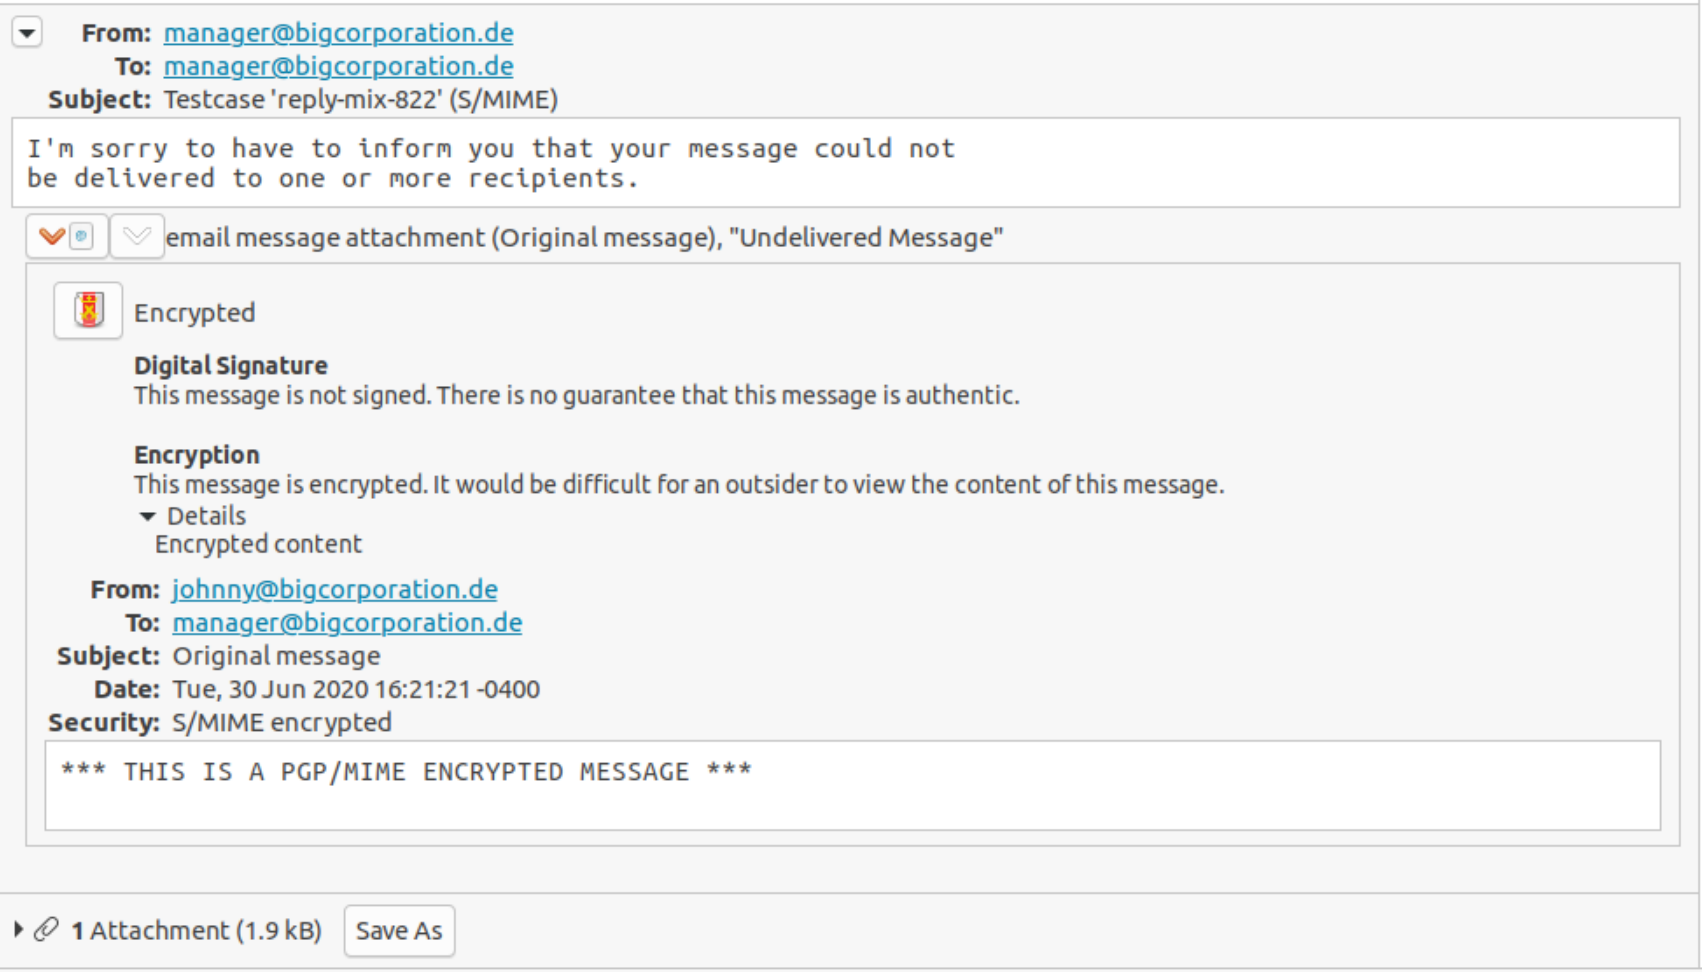 From: manager@bigcorporation.de
To: manager@bigcorporation.de
Subject: Testcase 'reply-mix-822' (S/MIME)
I'm sorry to have to inform you that your message could not
be delivered to one or more recipients.
email message attachment (Original message), "Undelivered Message"
Encrypted
Digital Signature
This message is not signed. There is no guarantee that this message is authentic.
Encryption
This message is encrypted. It would be difficult for an outsider to view the content of this message.
Details
Encrypted content
From: johnny@bigcorporation.de
To: manager@bigcorporation.de
Subject: Original message
Date: Tue, 30 Jun 2020 16:21:21 -0400
Security: S/MIME encrypted
*** THIS IS A PGP/MIME ENCRYPTED MESSAGE ***
1 Attachment (1.9 kB) Save As